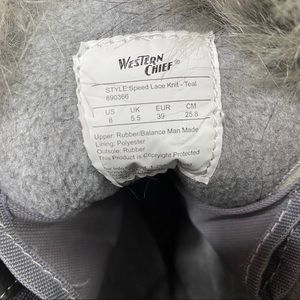 WESTERN
CHIEF
STYLE:Speed Lace Knit - Teal
890366
US UK EUR CM
8 5.5 39 25.8
Upper: Rubber/Balance Man Made
Lining: Polyester
Outsole: Rubber
This Product is Copyright Protected